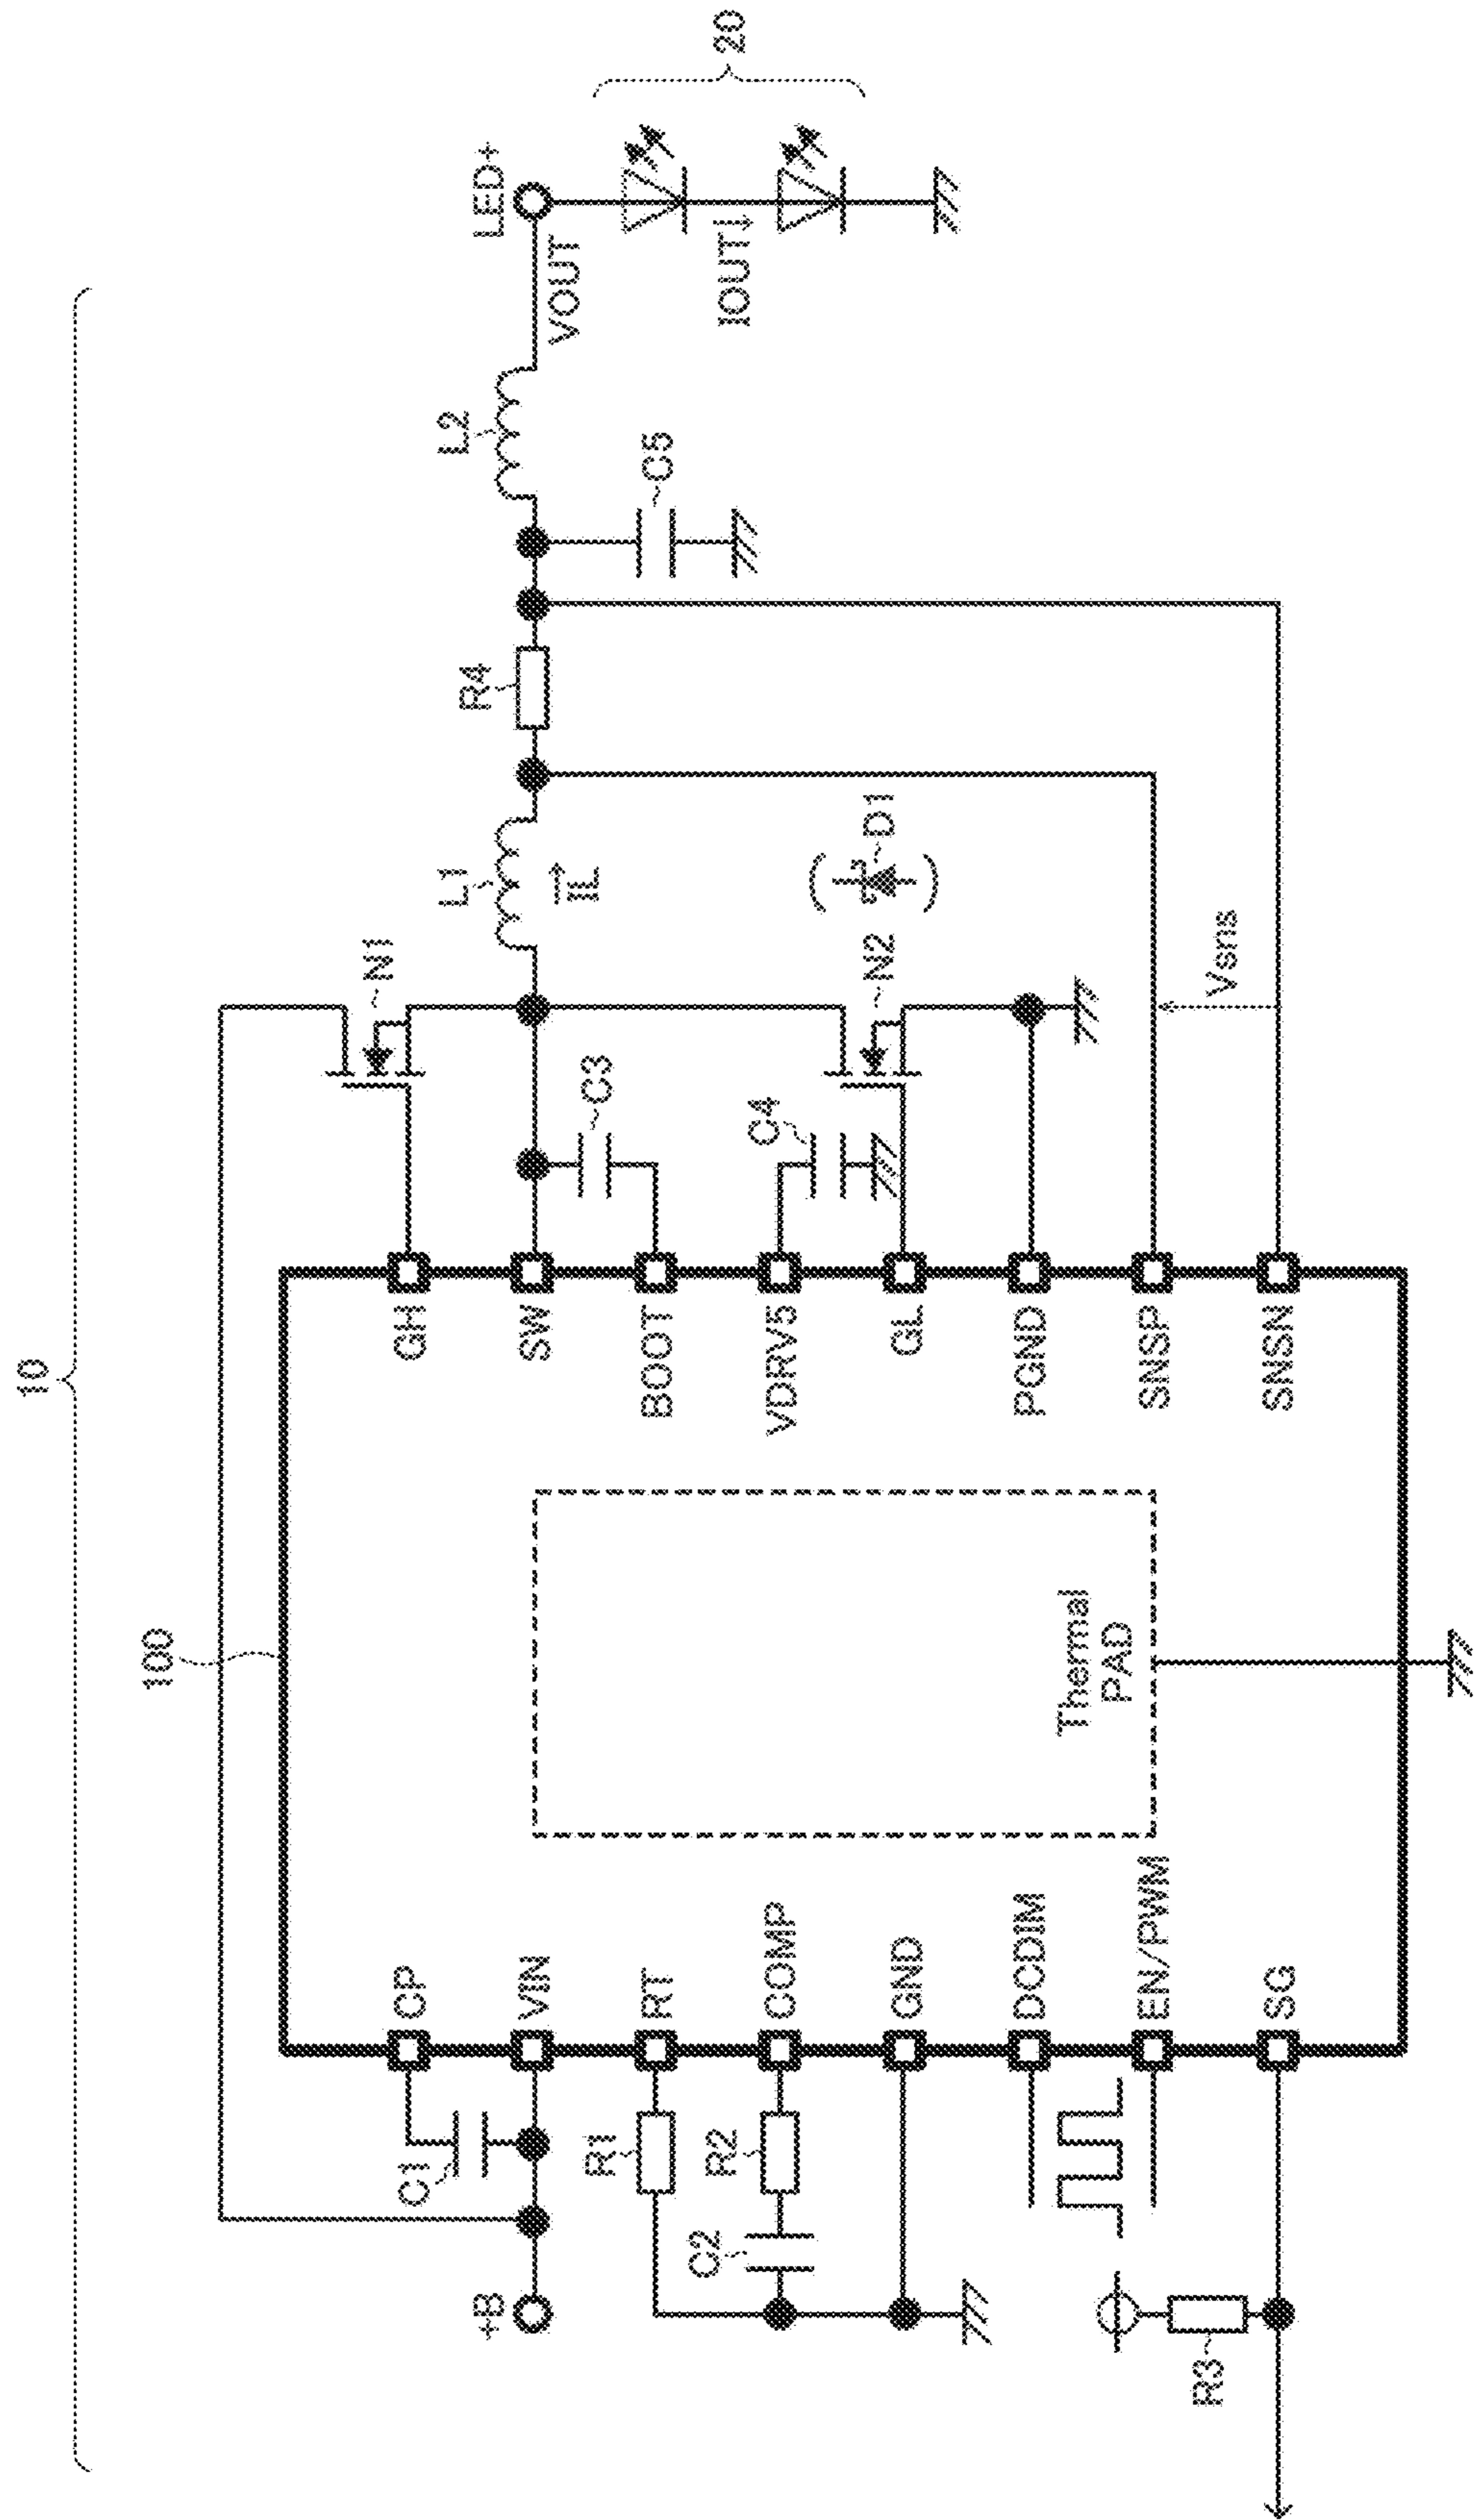 10
100
+B
C1
R1
R2
C2
R3
CP
VIN
RT
COMP
GND
DCDIM
EN/PWM
SG
Thermal
PAD
GH
SW
BOOT
VDRV5
GL
PGND
SNSP
SNSN
N1
C3
C4
N2
D1
L1
IL
R4
Vsns
L2
C5
VOUT
LED+
IOUT
20